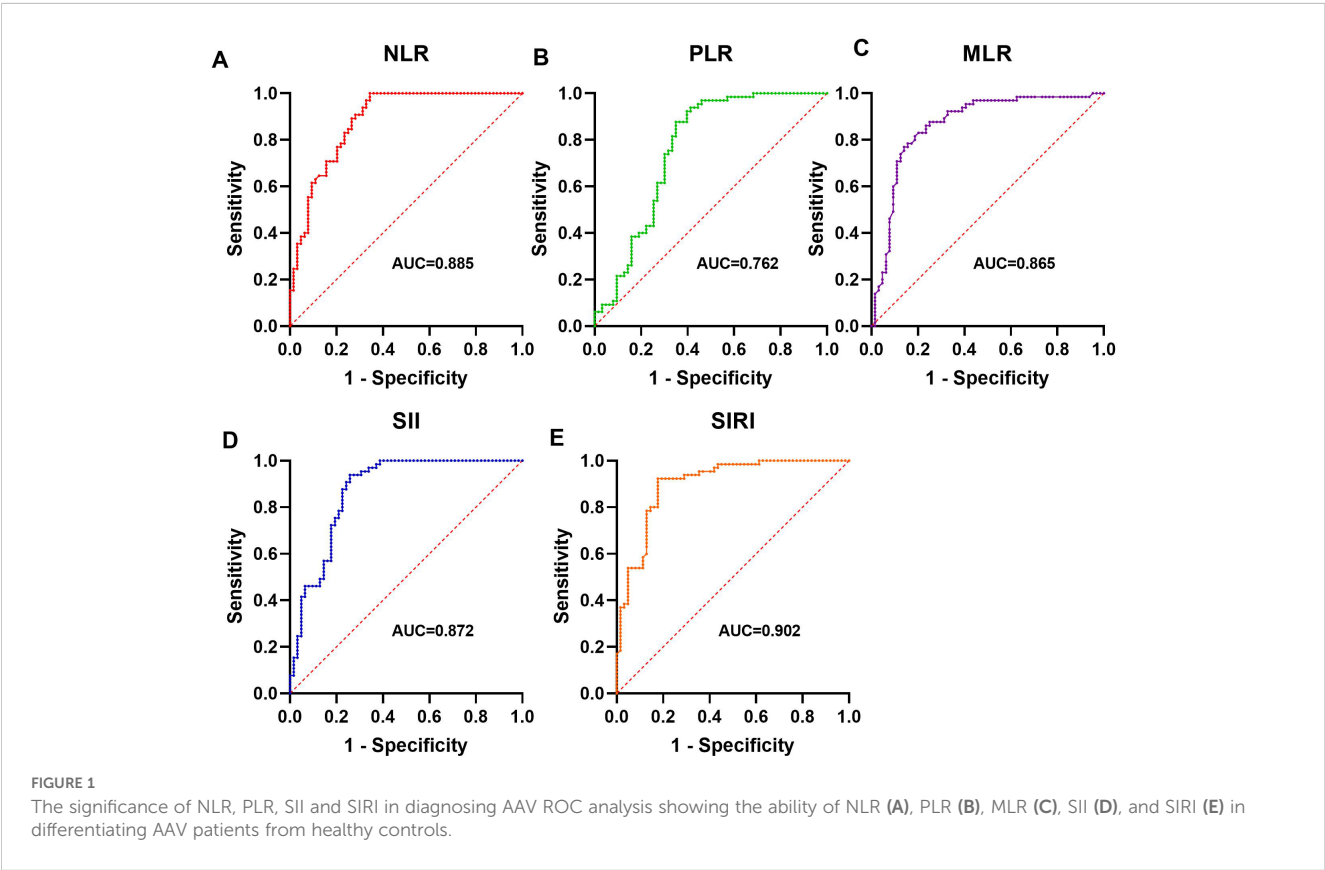 A
NLR
1.0
0.8
0.6
0.4
0.2
0.0
Sensitivity
AUC=0.885
0.0 0.2 0.4 0.6 0.8 1.0
1 - Specificity
B
PLR
1.0
0.8
0.6
0.4
0.2
0.0
Sensitivity
AUC=0.762
0.0 0.2 0.4 0.6 0.8 1.0
1 - Specificity
C
MLR
1.0
0.8
0.6
0.4
0.2
0.0
Sensitivity
AUC=0.865
0.0 0.2 0.4 0.6 0.8 1.0
1 - Specificity
D
SII
1.0
0.8
0.6
0.4
0.2
0.0
Sensitivity
AUC=0.872
0.0 0.2 0.4 0.6 0.8 1.0
1 - Specificity
E
SIRI
1.0
0.8
0.6
0.4
0.2
0.0
Sensitivity
AUC=0.902
0.0 0.2 0.4 0.6 0.8 1.0
1 - Specificity
FIGURE 1
The significance of NLR, PLR, SII and SIRI in diagnosing AAV ROC analysis showing the ability of NLR (A), PLR (B), MLR (C), SII (D), and SIRI (E) in
differentiating AAV patients from healthy controls.